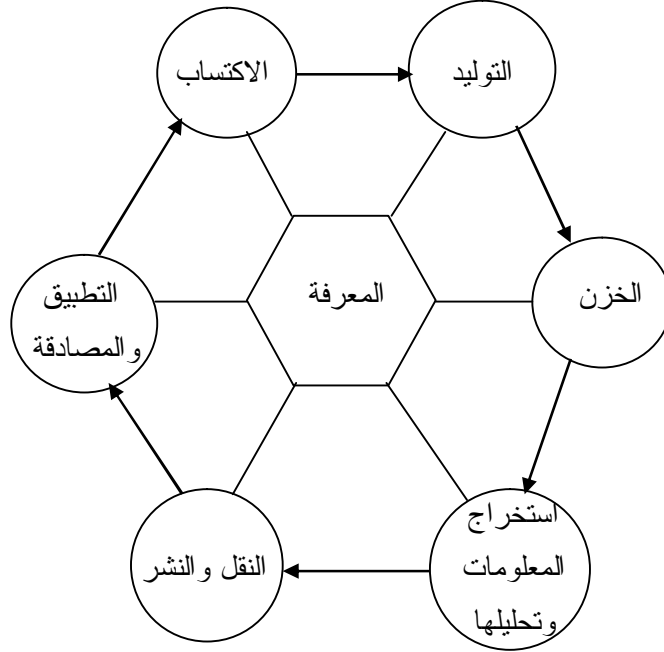 الاكتساب
التوليد
الخزن
المعرفة
التطبيق
والمصادقة
استخراج
المعلومات
وتحليلها
النقل والنشر